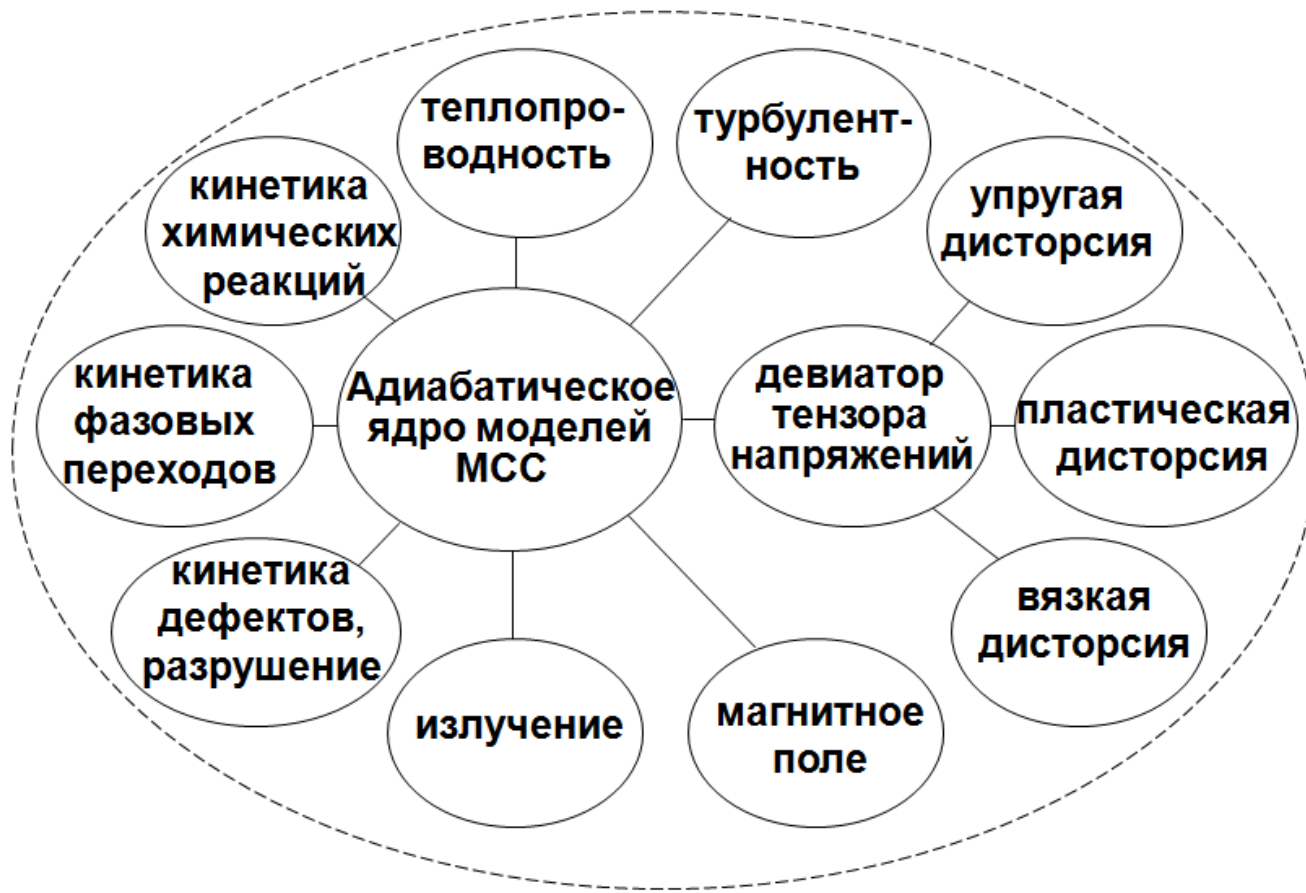 теплопро-
водность
турбулент-
ность
кинетика
химических
реакций
упругая
дисторсия
кинетика
фазовых
переходов
Адиабатическое
ядро моделей
МСС
девиатор
тензора
напряжений
пластическая
дисторсия
кинетика
дефектов,
разрушение
вязкая
дисторсия
излучение
магнитное
поле